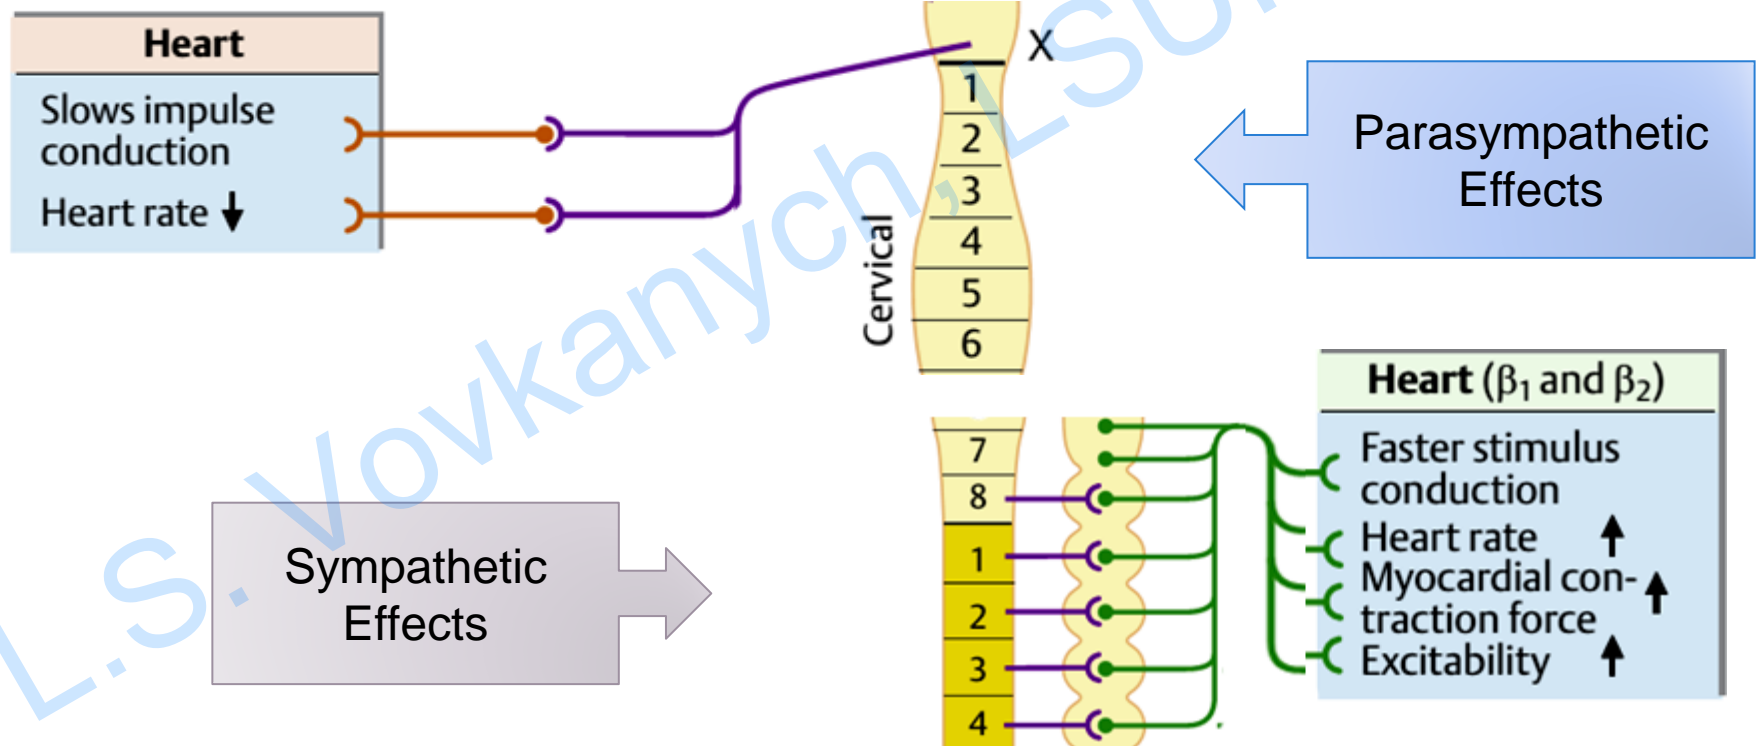 Heart
Slows impulse
conduction
Heart rate ↓
X
1
2
3
4
5
6
Cervical
Parasympathetic
Effects
Sympathetic
Effects
7
8
1
2
3
4
Heart (β₁ and β₂)
Faster stimulus
conduction
Heart rate ↑
Myocardial con-
traction force ↑
Excitability ↑
L.S. Vovkanych,